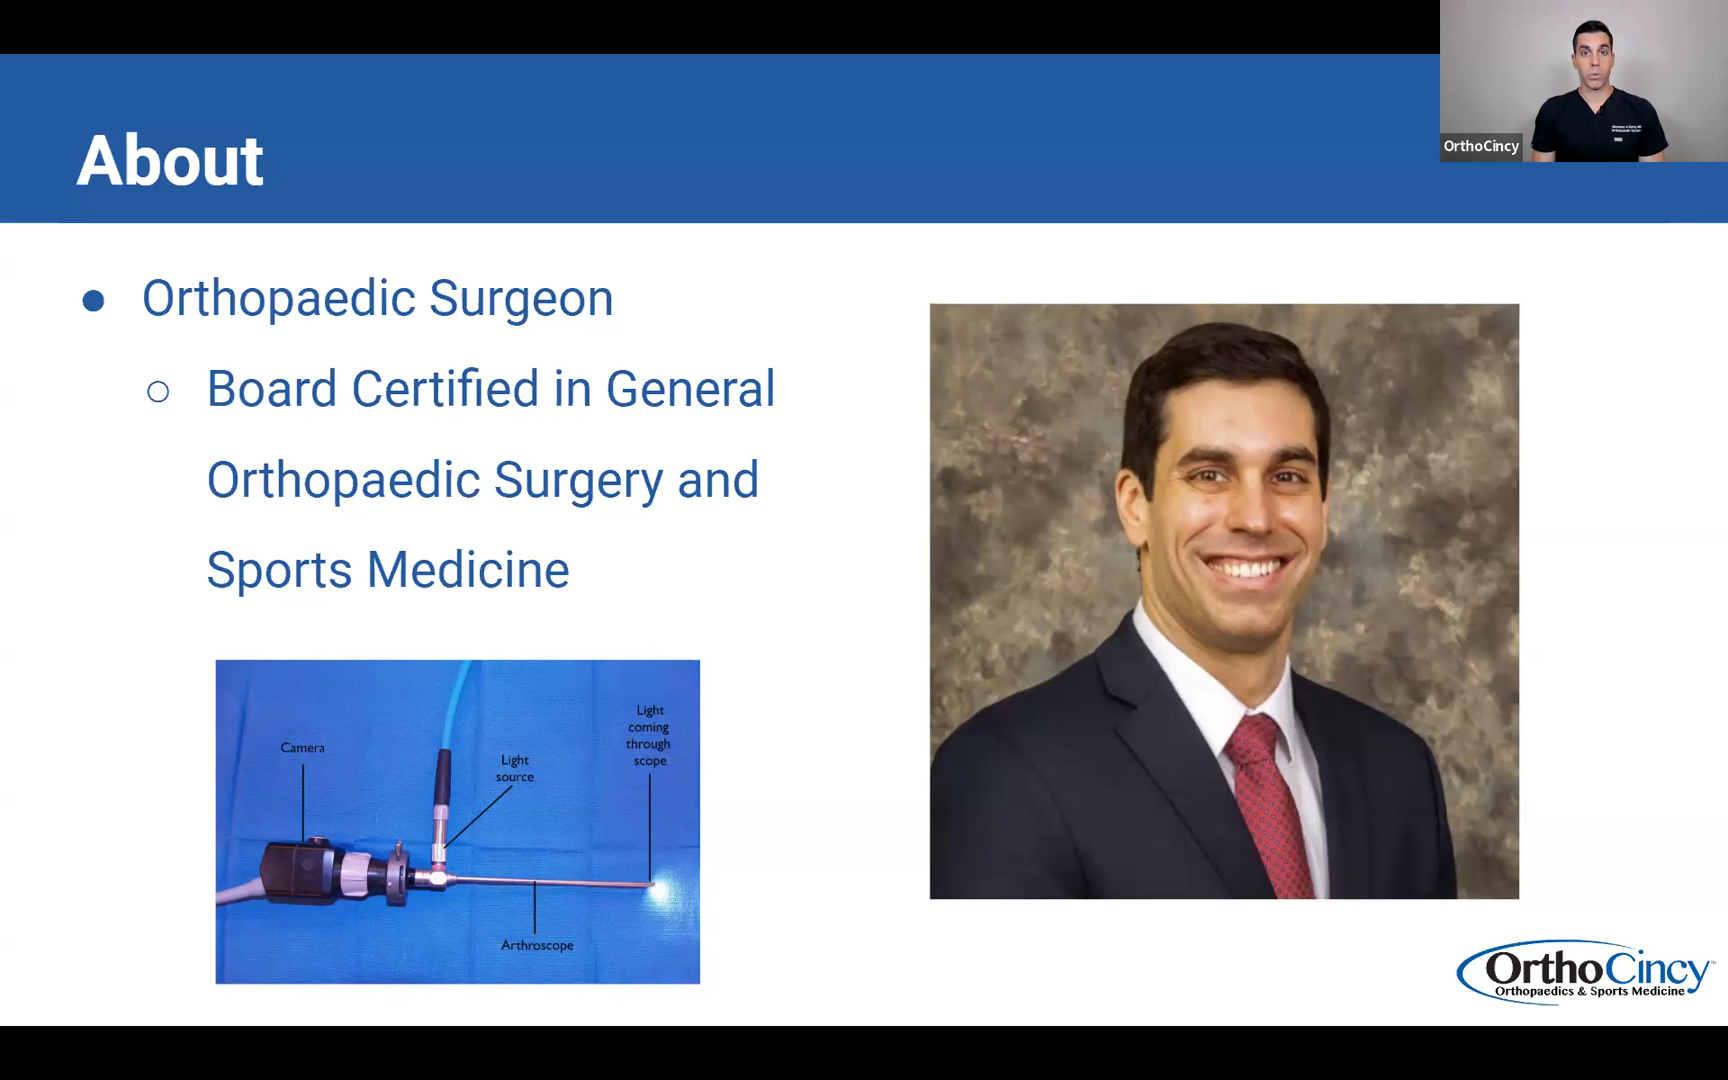 OrthoCincy
About
● Orthopaedic Surgeon
○ Board Certified in General
Orthopaedic Surgery and
Sports Medicine
Camera
Light
source
Light
coming
through
scope
Arthroscope
OrthoCincy™
Orthopaedics & Sports Medicine